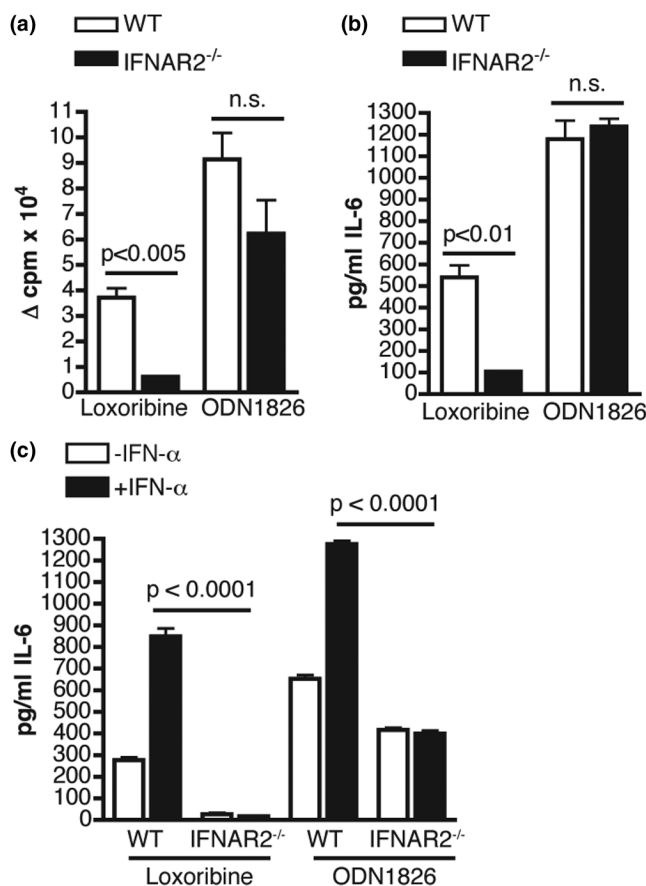 (a)
WT
IFNAR2-/-
11
10
9
8
7
6
5
4
3
2
1
0
Δ cpm x 10⁴
p<0.005
n.s.
Loxoribine
ODN1826
(b)
WT
IFNAR2-/-
1300
1200
1100
1000
900
800
700
600
500
400
300
200
100
0
pg/ml IL-6
p<0.01
n.s.
Loxoribine
ODN1826
(c)
-IFN-α
+IFN-α
1300
1200
1100
1000
900
800
700
600
500
400
300
200
100
0
pg/ml IL-6
p < 0.0001
p < 0.0001
WT IFNAR2-/- WT IFNAR2-/-
Loxoribine ODN1826